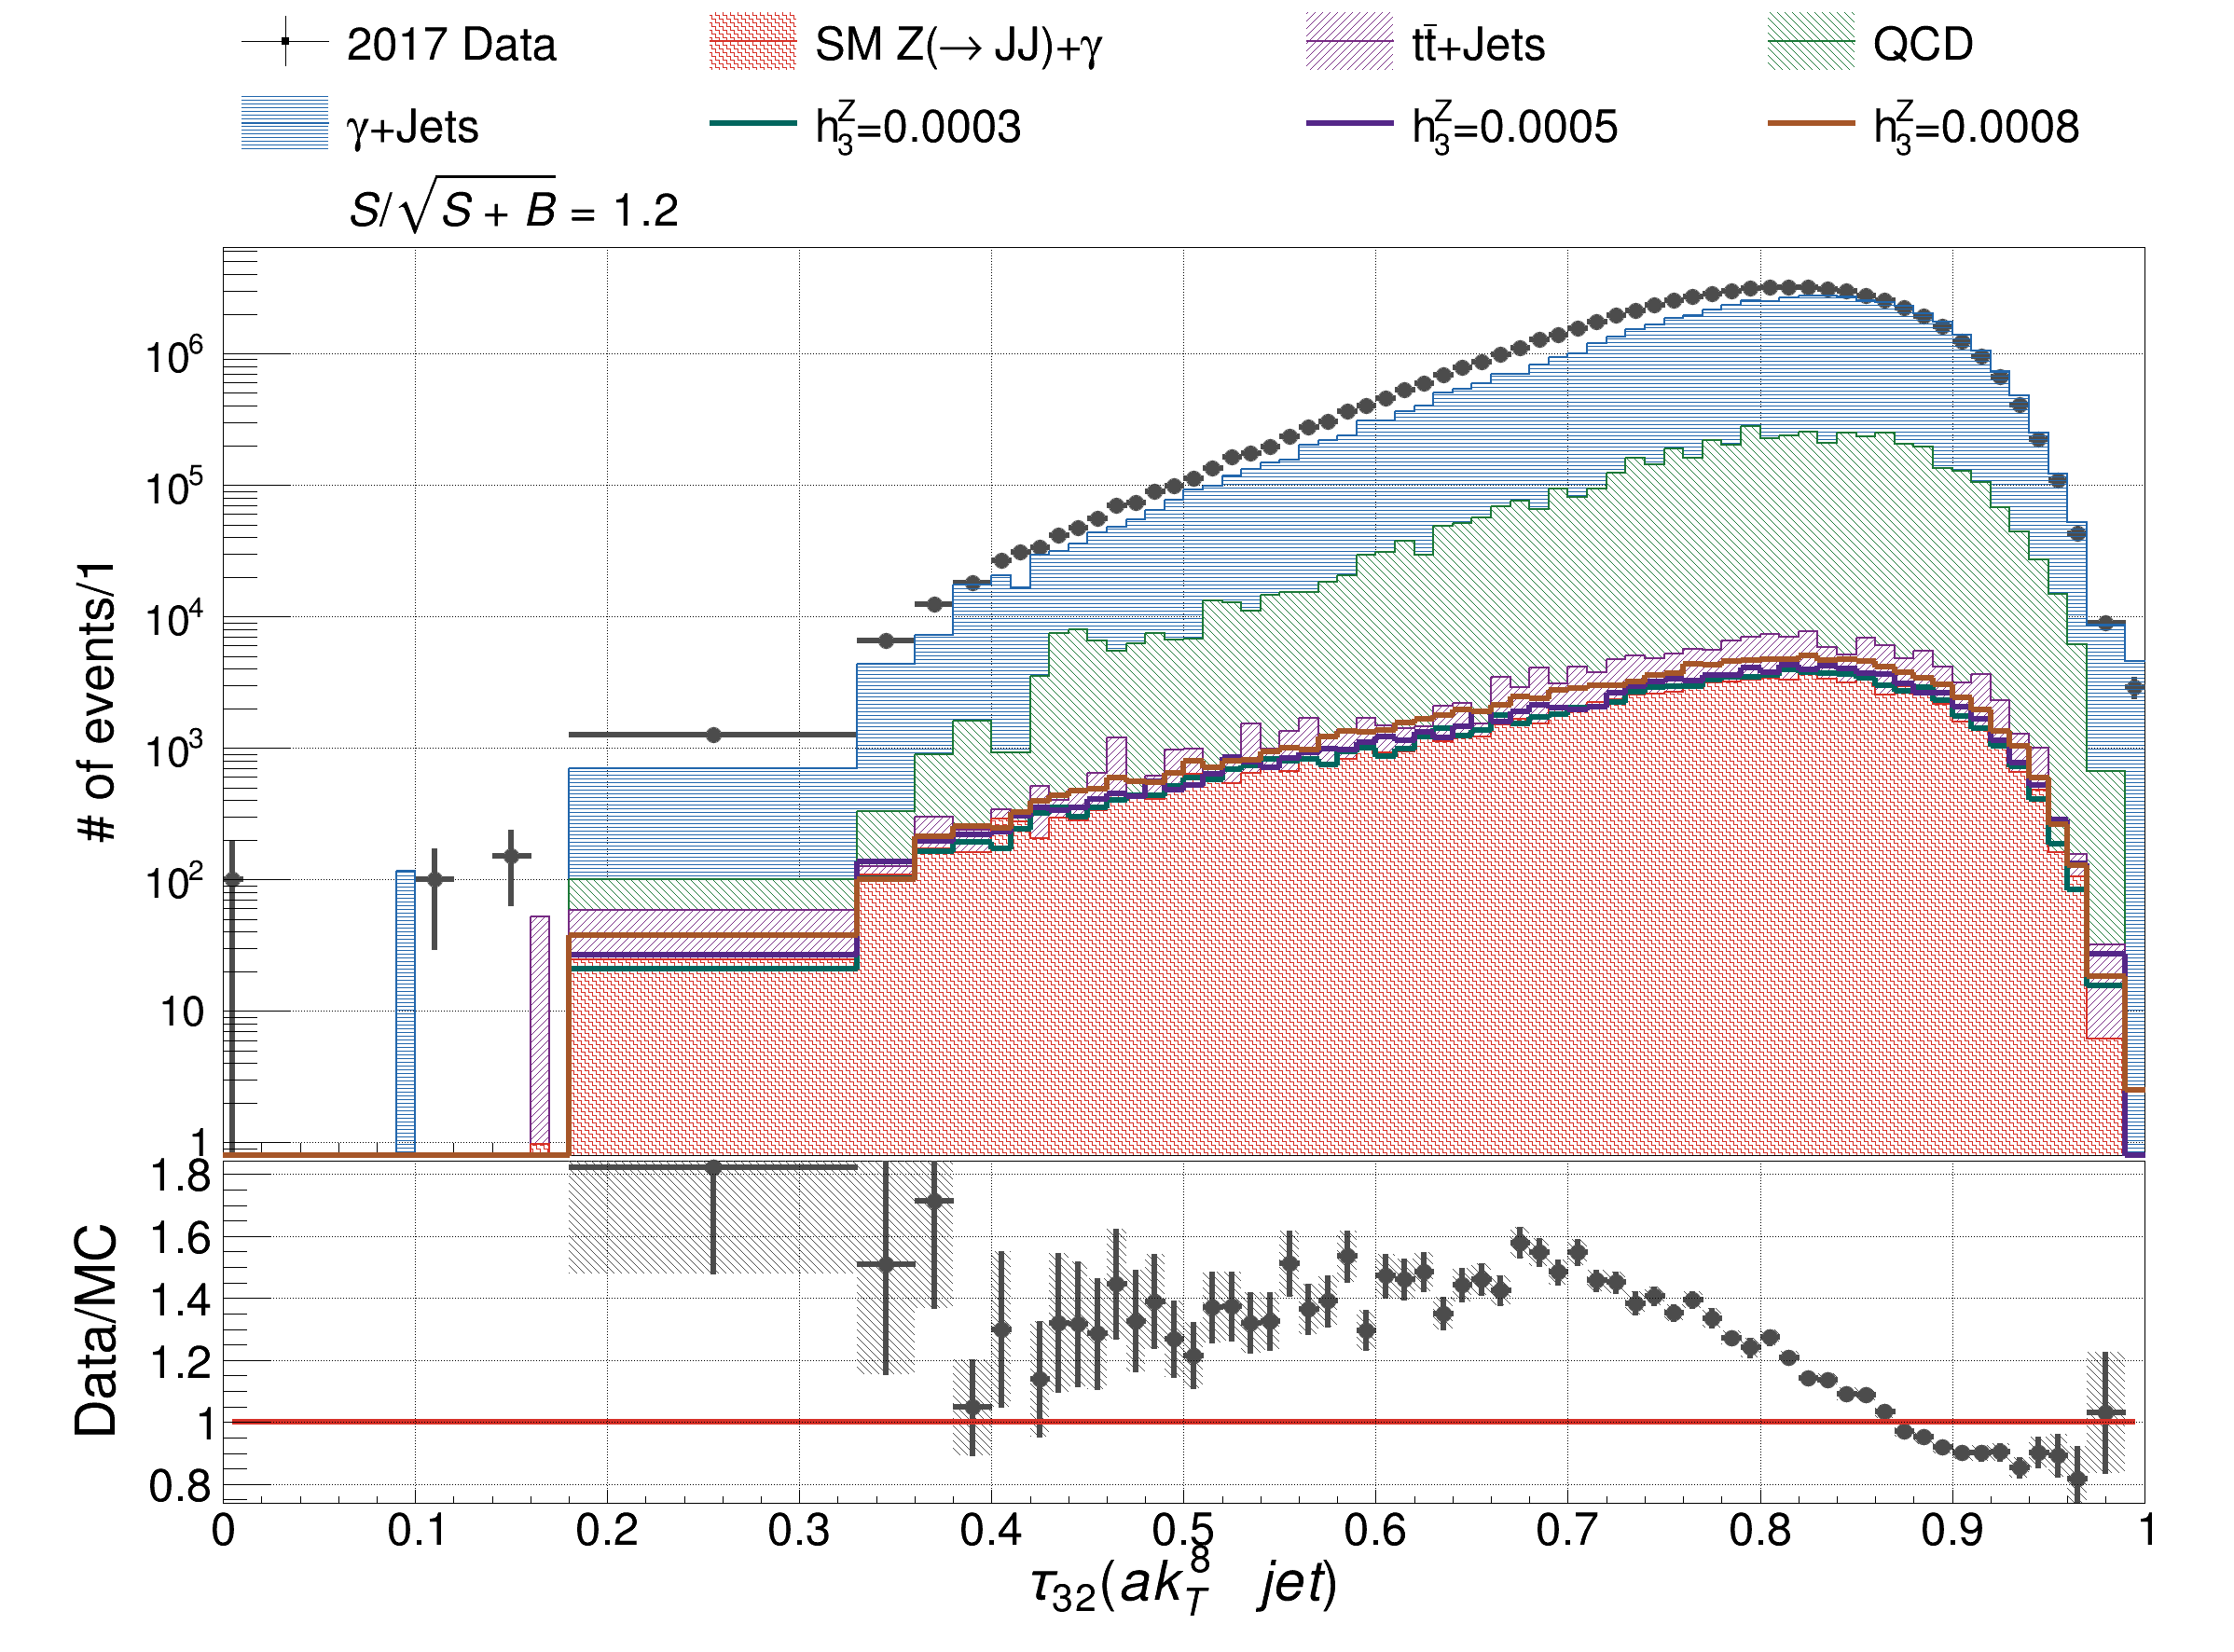 2017 Data SM Z(→ JJ)+γ tt̄+Jets QCD
γ+Jets h₃ᶻ=0.0003 h₃ᶻ=0.0005 h₃ᶻ=0.0008
S/√S + B = 1.2
# of events/1
10⁶
10⁵
10⁴
10³
10²
10
1
Data/MC
1.8
1.6
1.4
1.2
1
0.8
0 0.1 0.2 0.3 0.4 0.5 0.6 0.7 0.8 0.9 1
τ₃₂(ak_T^8 jet)